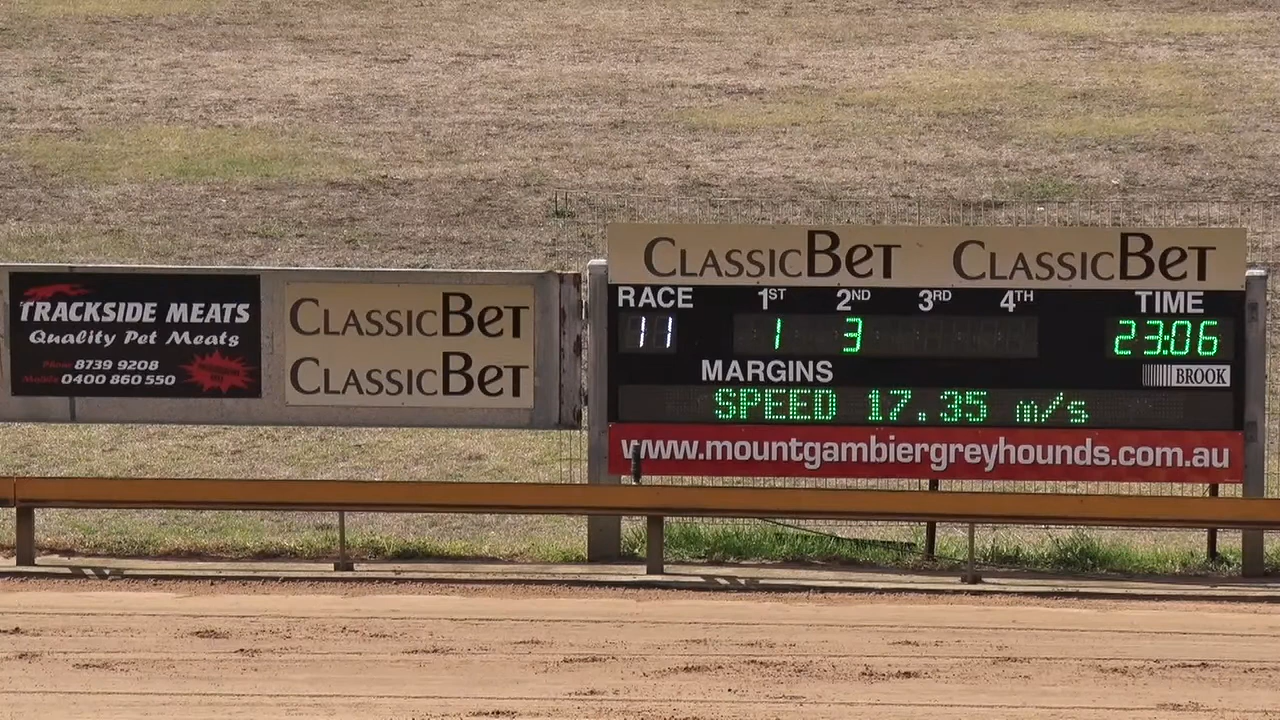 TRACKSIDE MEATS
Quality Pet Meats
Phone 8739 9208
Mobile 0400 860 550
CLASSICBET
CLASSICBET
CLASSICBET CLASSICBET
RACE 1ST 2ND 3RD 4TH TIME
11 1 3 23.06
MARGINS
BROOK
SPEED 17.35 m/s
www.mountgambiergreyhounds.com.au